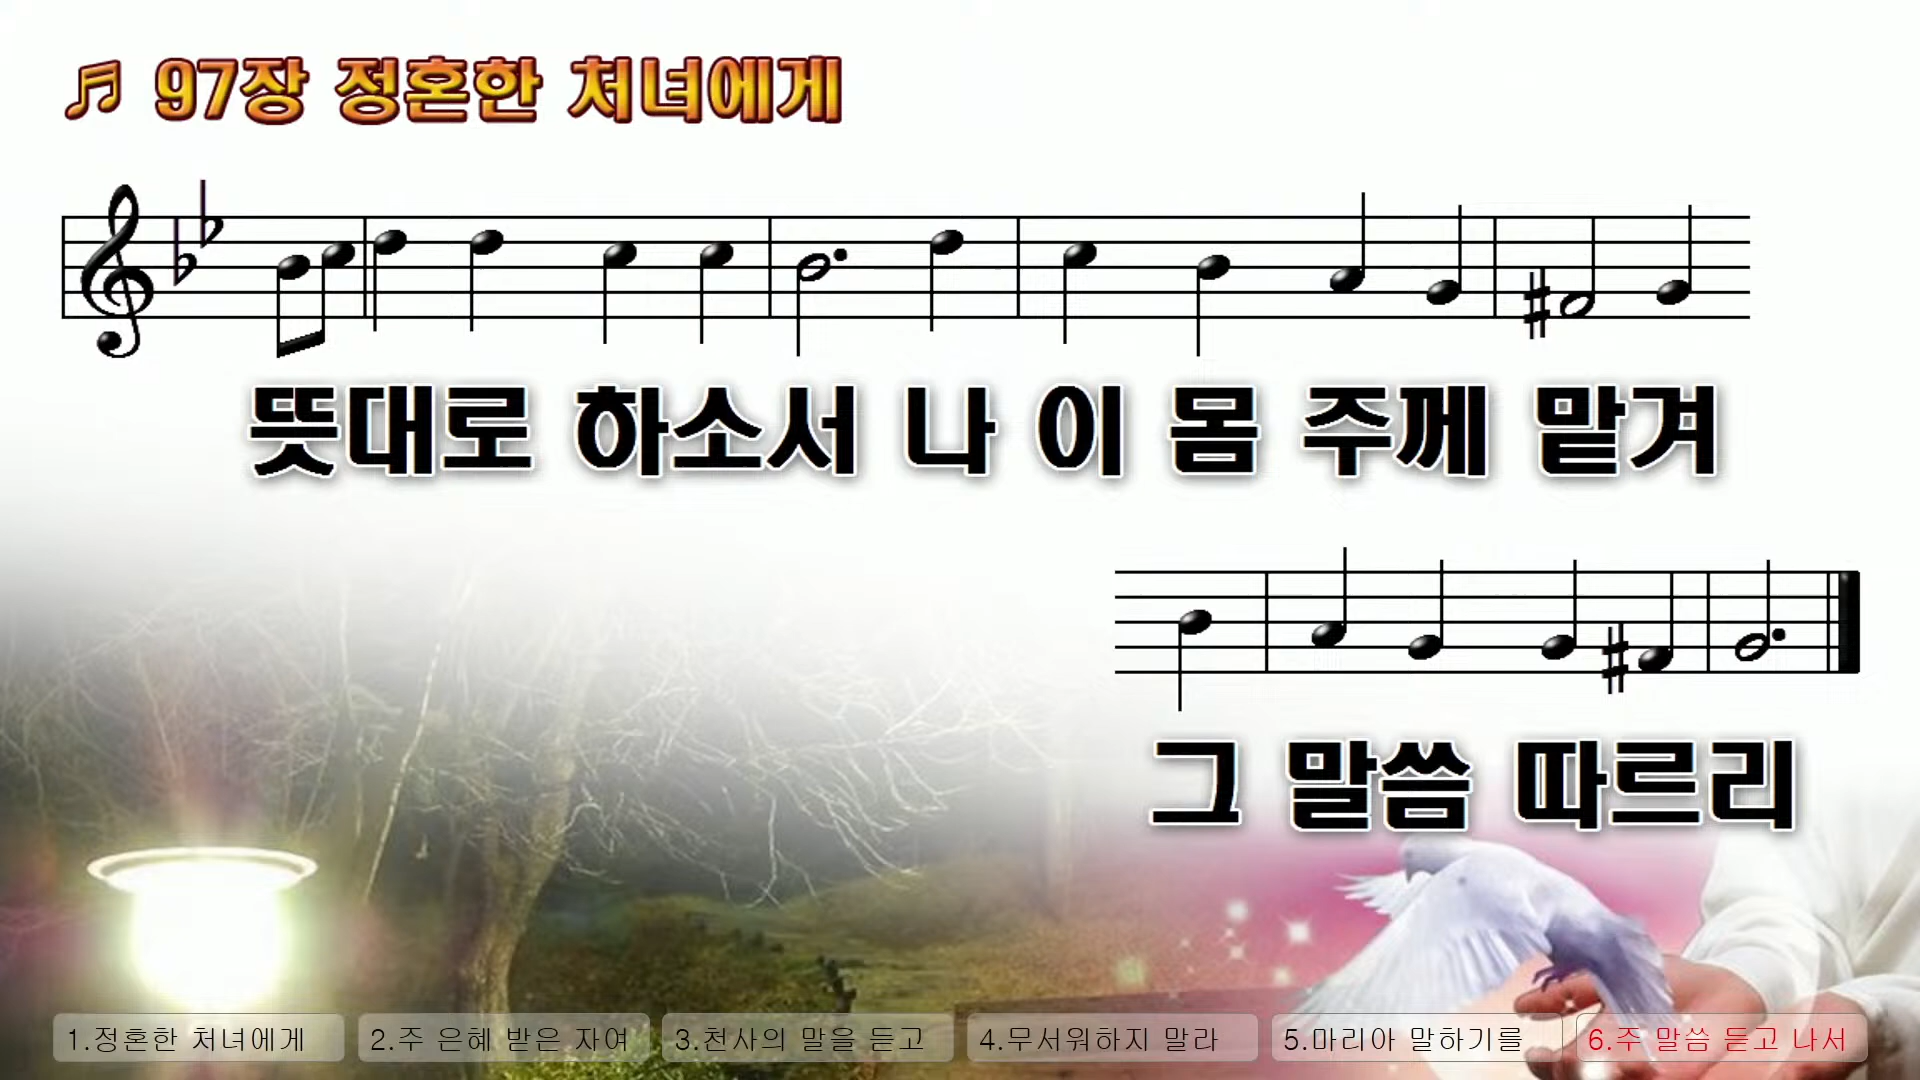 97장 정혼한 처녀에게
뜻대로 하소서 나 이 몸 주께 맡겨
그 말씀 따르리
1.정혼한 처녀에게 2.주 은혜 받은 자여 3.천사의 말을 듣고 4.무서워하지 말라 5.마리아 말하기를 6.주 말씀 듣고 나서